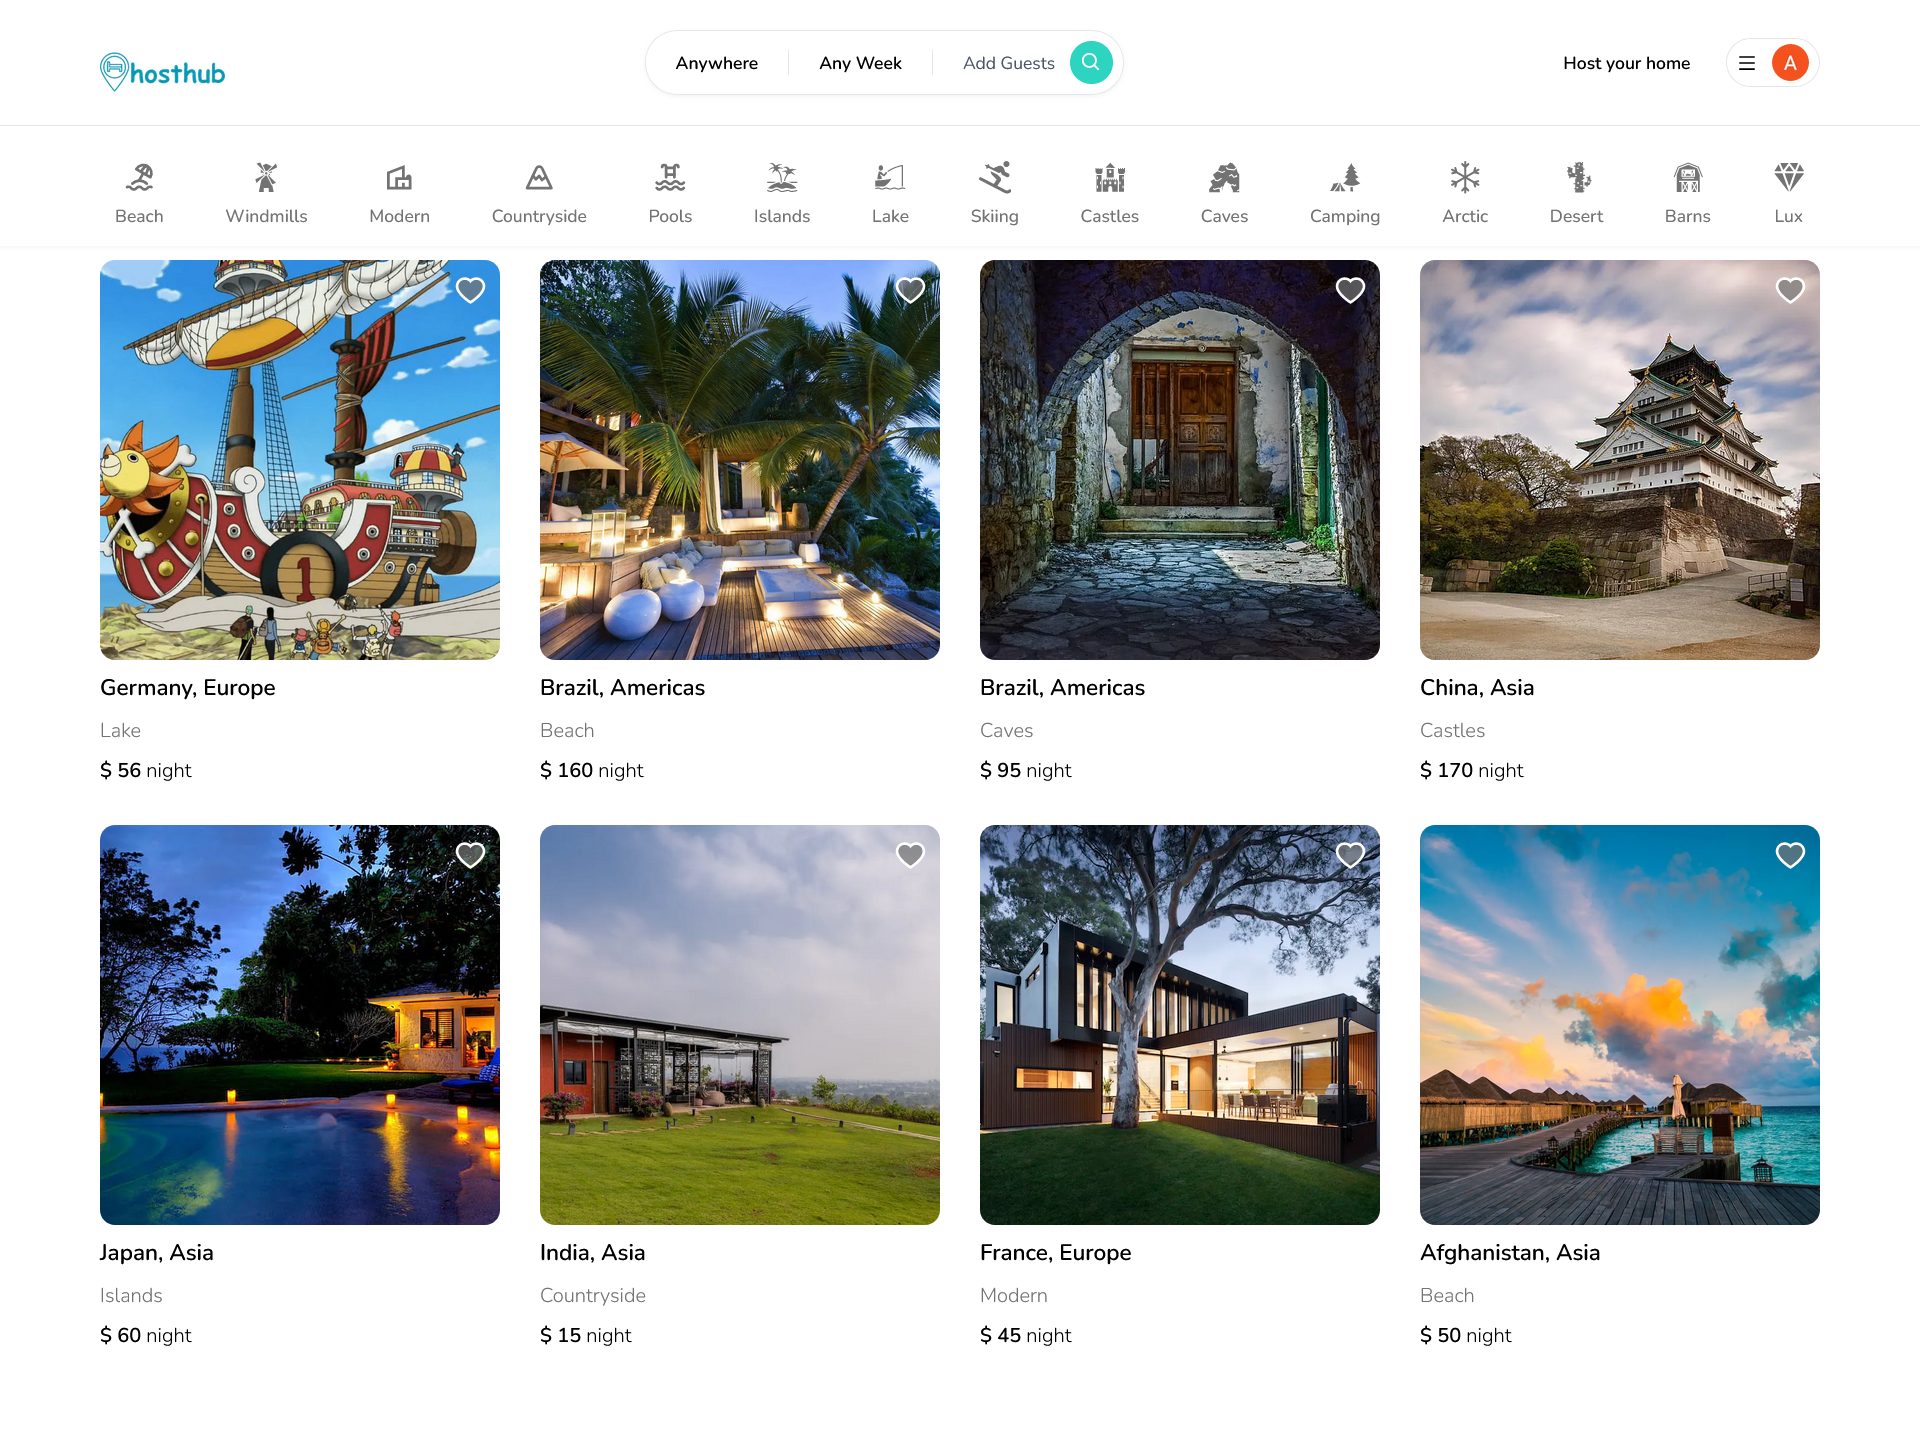 hosthub
Anywhere
Any Week
Add Guests
Host your home
A
Beach
Windmills
Modern
Countryside
Pools
Islands
Lake
Skiing
Castles
Caves
Camping
Arctic
Desert
Barns
Lux
1
Germany, Europe
Lake
$ 56 night
Brazil, Americas
Beach
$ 160 night
Brazil, Americas
Caves
$ 95 night
China, Asia
Castles
$ 170 night
Japan, Asia
Islands
$ 60 night
India, Asia
Countryside
$ 15 night
France, Europe
Modern
$ 45 night
Afghanistan, Asia
Beach
$ 50 night